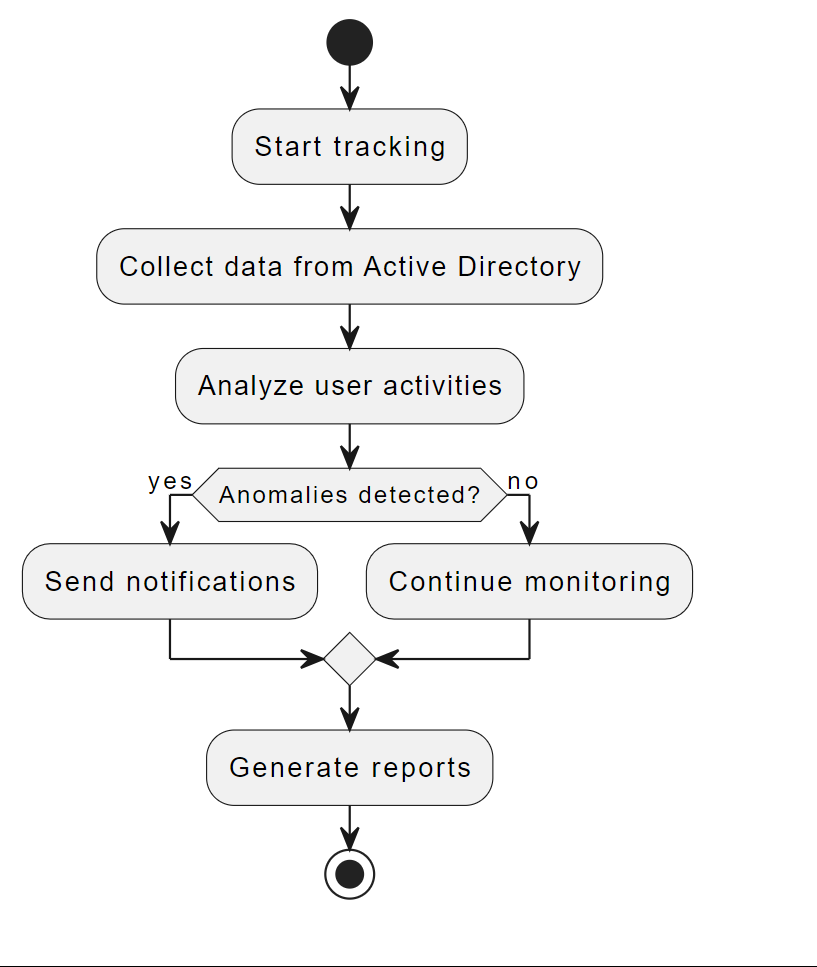 Start tracking
Collect data from Active Directory
Analyze user activities
yes
Anomalies detected?
no
Send notifications
Continue monitoring
Generate reports